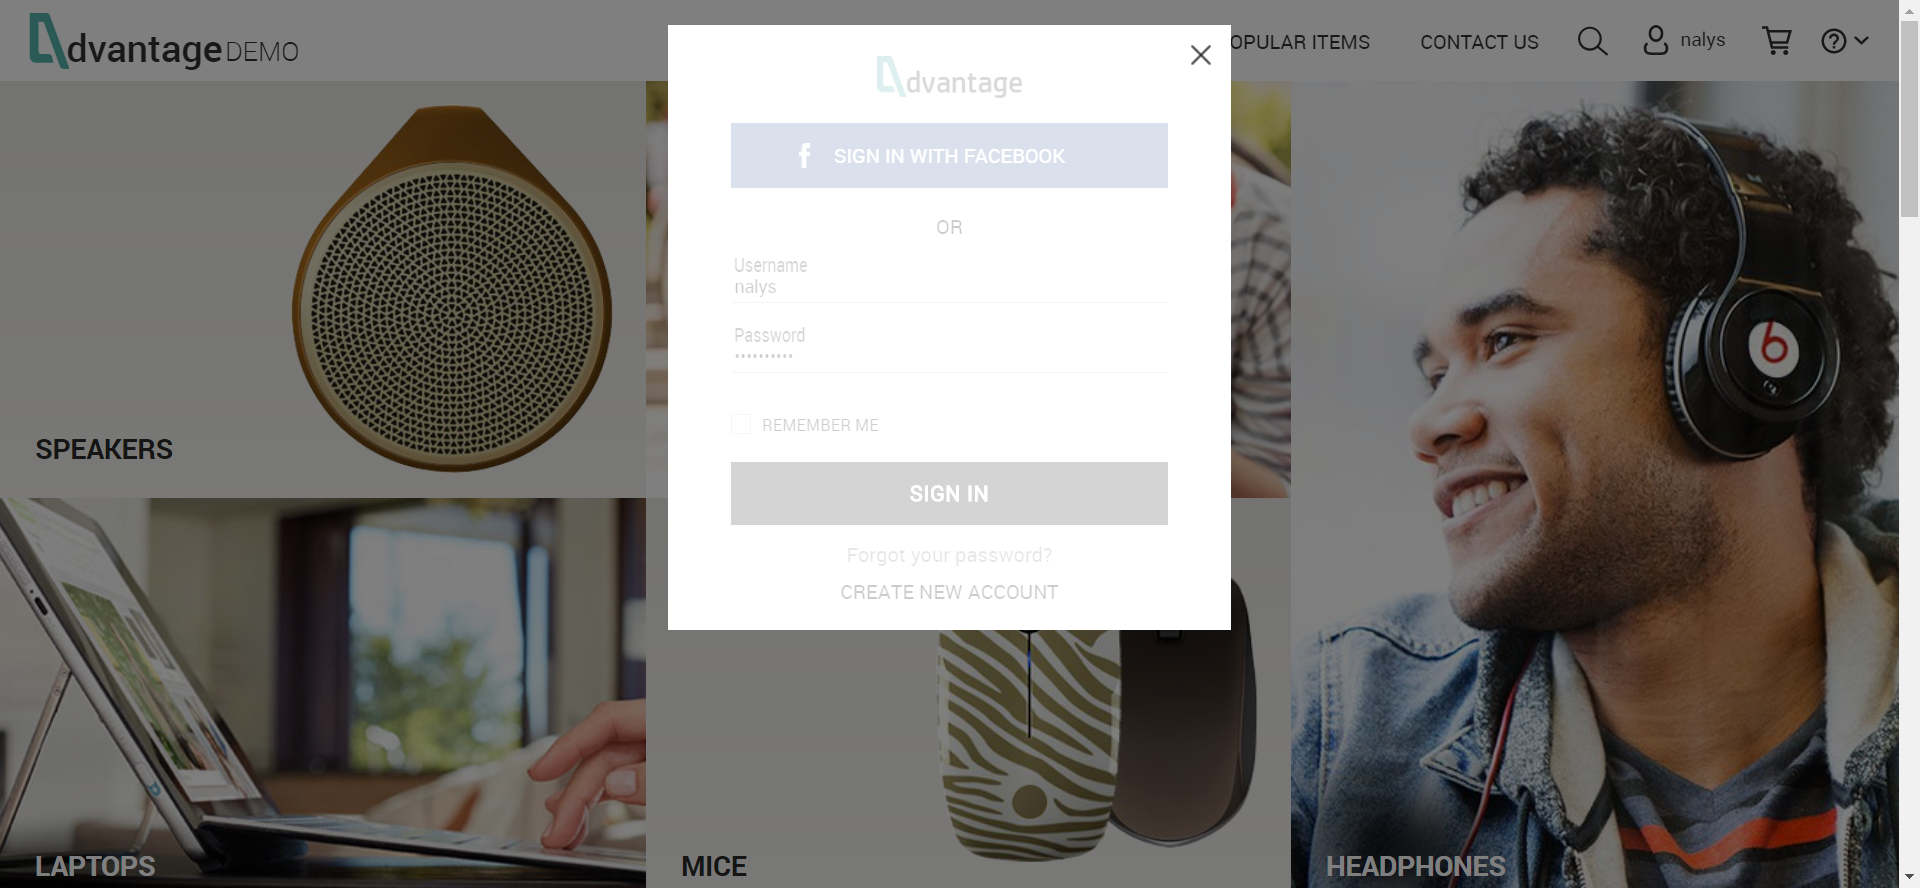 dvantage DEMO
OPULAR ITEMS
CONTACT US
nalys
dvantage
SIGN IN WITH FACEBOOK
OR
Username
nalys
Password
••••••••••
REMEMBER ME
SIGN IN
Forgot your password?
CREATE NEW ACCOUNT
SPEAKERS
LAPTOPS
MICE
HEADPHONES